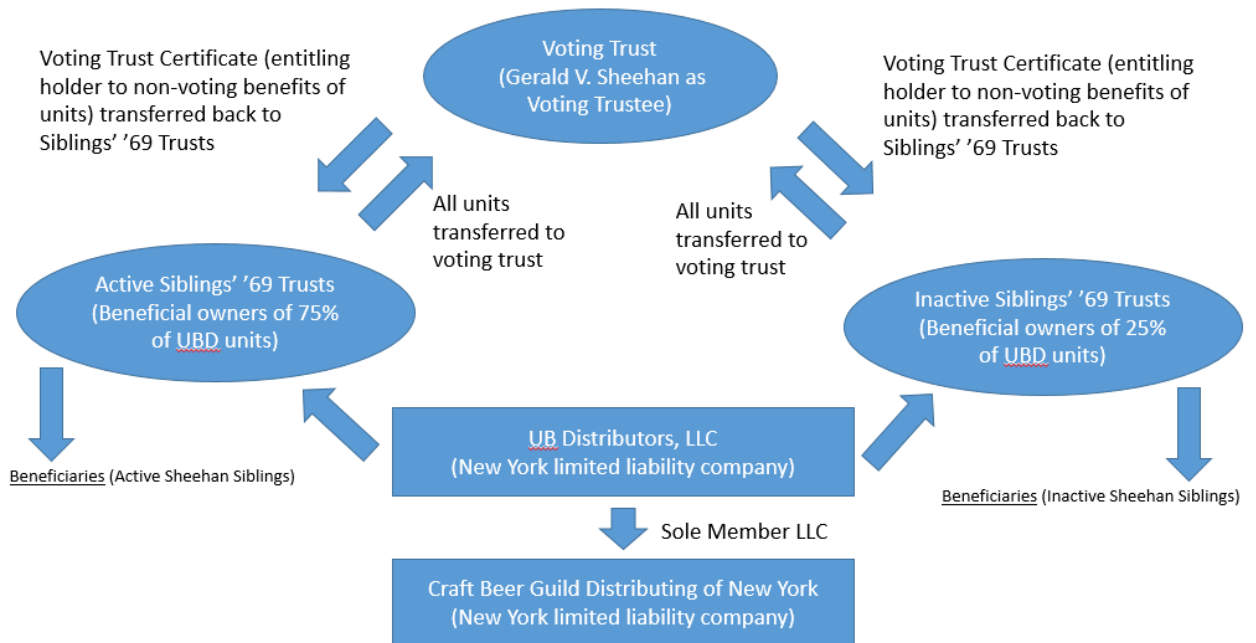 Voting Trust
(Gerald V. Sheehan as
Voting Trustee)
Voting Trust Certificate (entitling
holder to non-voting benefits of
units) transferred back to
Siblings’ ’69 Trusts
Voting Trust Certificate (entitling
holder to non-voting benefits of
units) transferred back to
Siblings’ ’69 Trusts
All units
transferred to
voting trust
All units
transferred to
voting trust
Active Siblings’ ’69 Trusts
(Beneficial owners of 75%
of UBD units)
Inactive Siblings’ ’69 Trusts
(Beneficial owners of 25%
of UBD units)
UB Distributors, LLC
(New York limited liability company)
Beneficiaries (Active Sheehan Siblings)
Beneficiaries (Inactive Sheehan Siblings)
Sole Member LLC
Craft Beer Guild Distributing of New York
(New York limited liability company)